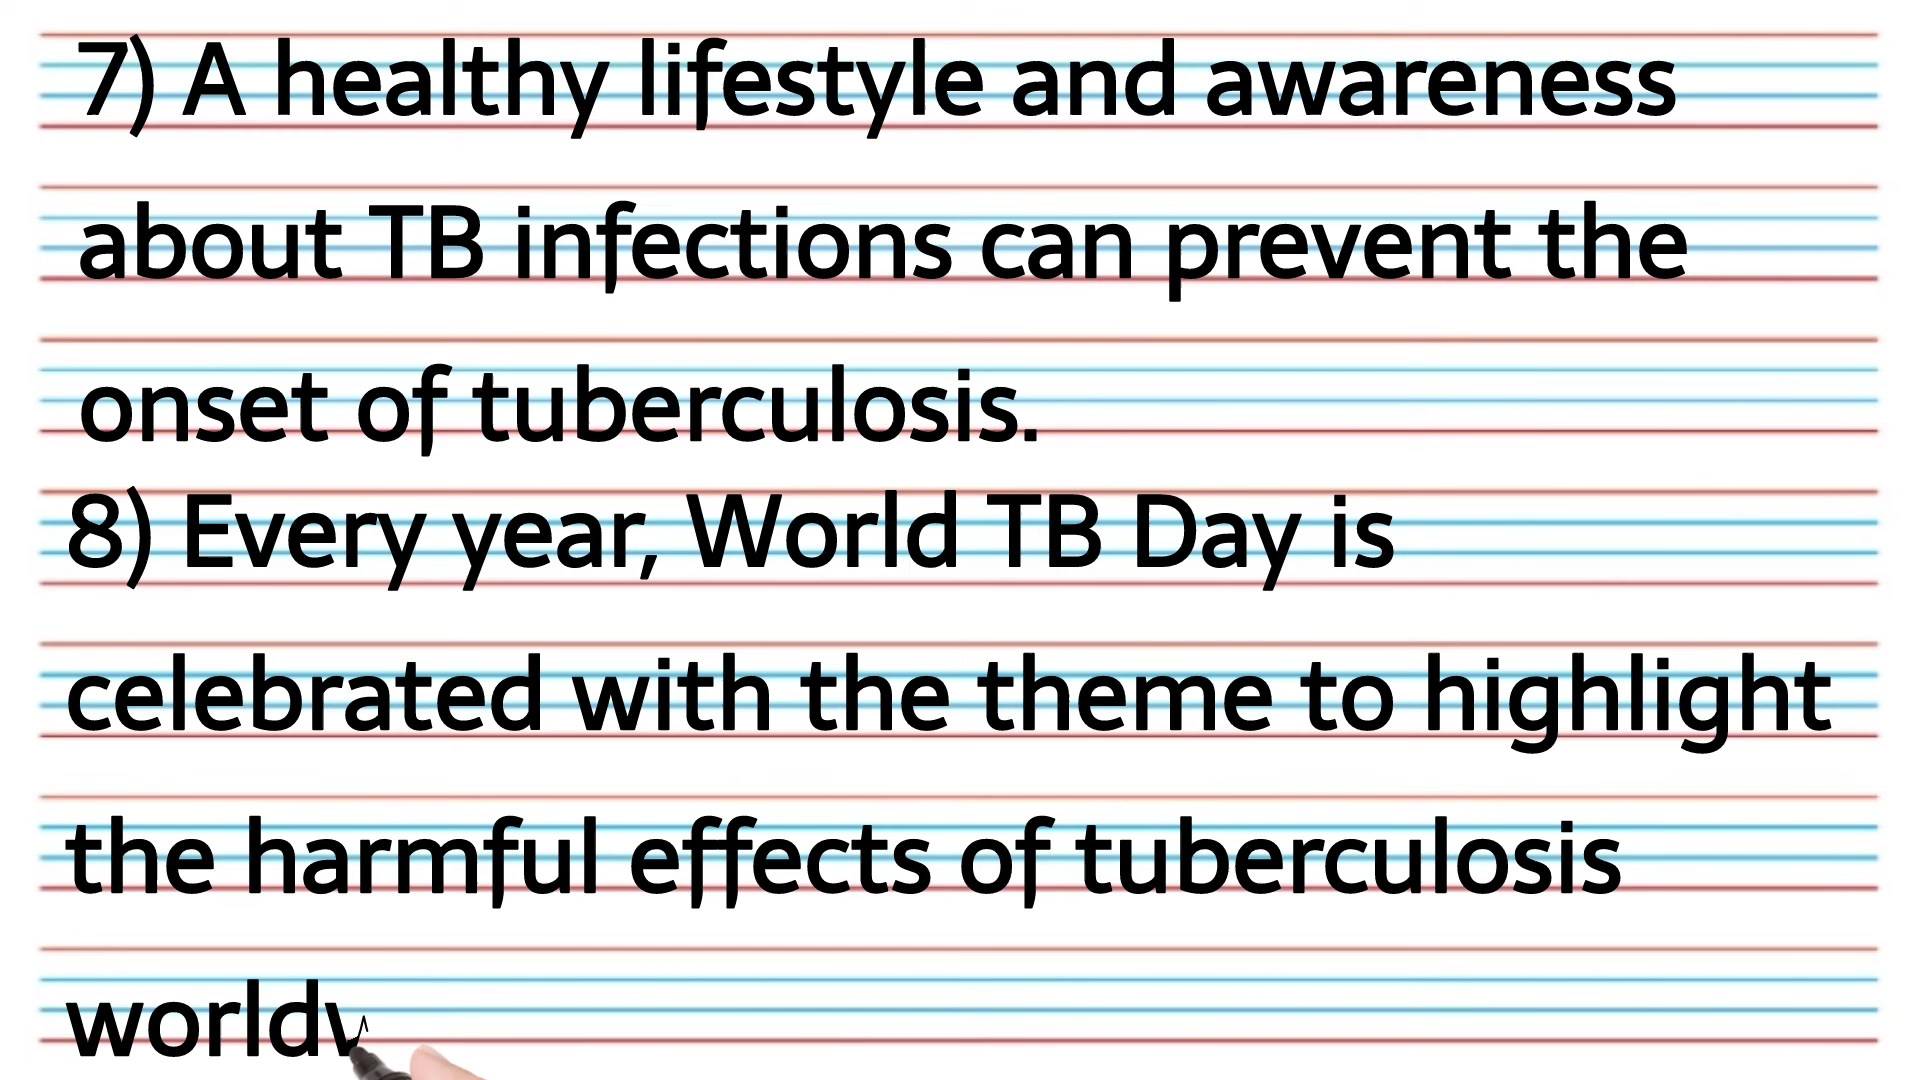 7) A healthy lifestyle and awareness
about TB infections can prevent the
onset of tuberculosis.
8) Every year, World TB Day is
celebrated with the theme to highlight
the harmful effects of tuberculosis
worldw